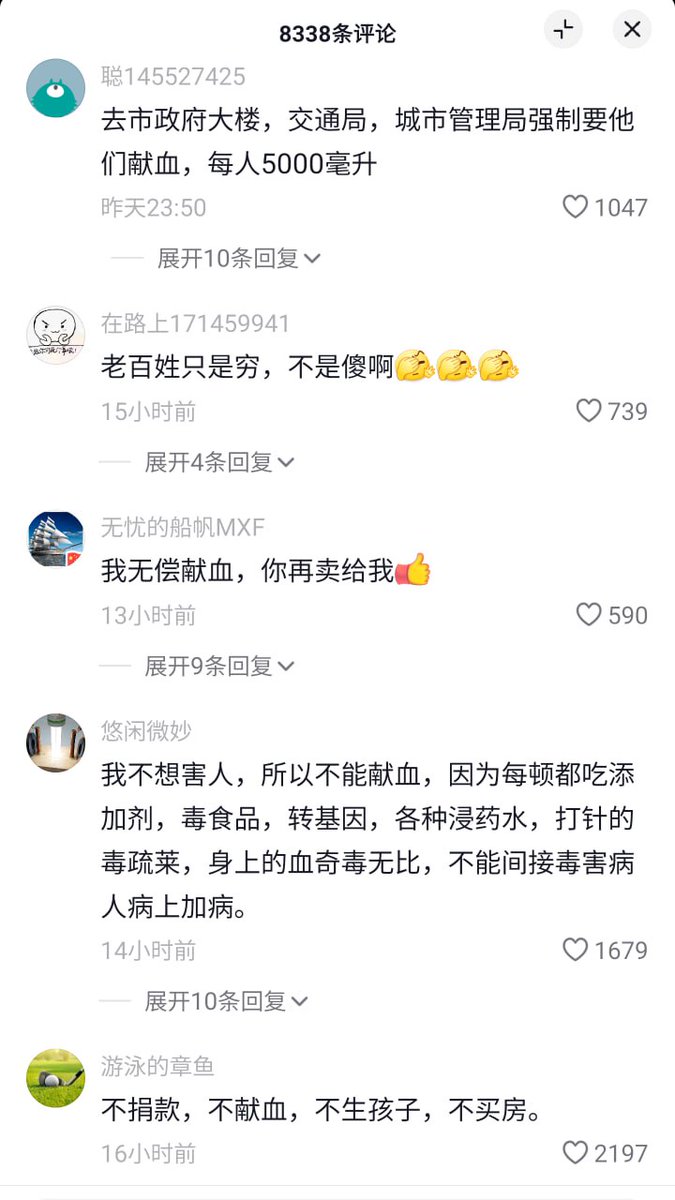 8338条评论
聪145527425
去市政府大楼，交通局，城市管理局强制要他
们献血，每人5000毫升
昨天23:50
1047
展开10条回复
在路上171459941
老百姓只是穷，不是傻啊
15小时前
739
展开4条回复
无忧的船帆MXF
我无偿献血，你再卖给我
13小时前
590
展开9条回复
悠闲微妙
我不想害人，所以不能献血，因为每顿都吃添
加剂，毒食品，转基因，各种浸药水，打针的
毒疏莱，身上的血奇毒无比，不能间接毒害病
人病上加病。
14小时前
1679
展开10条回复
游泳的章鱼
不捐款，不献血，不生孩子，不买房。
16小时前
2197